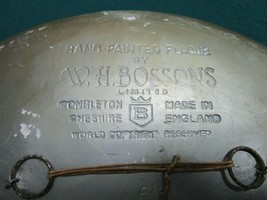 HAND PAINTED PLAQUE
BY
W.H. BOSSONS
LIMITED
CONGLETON MADE IN
CHESHIRE B ENGLAND
WORLD COPYRIGHT RESERVED